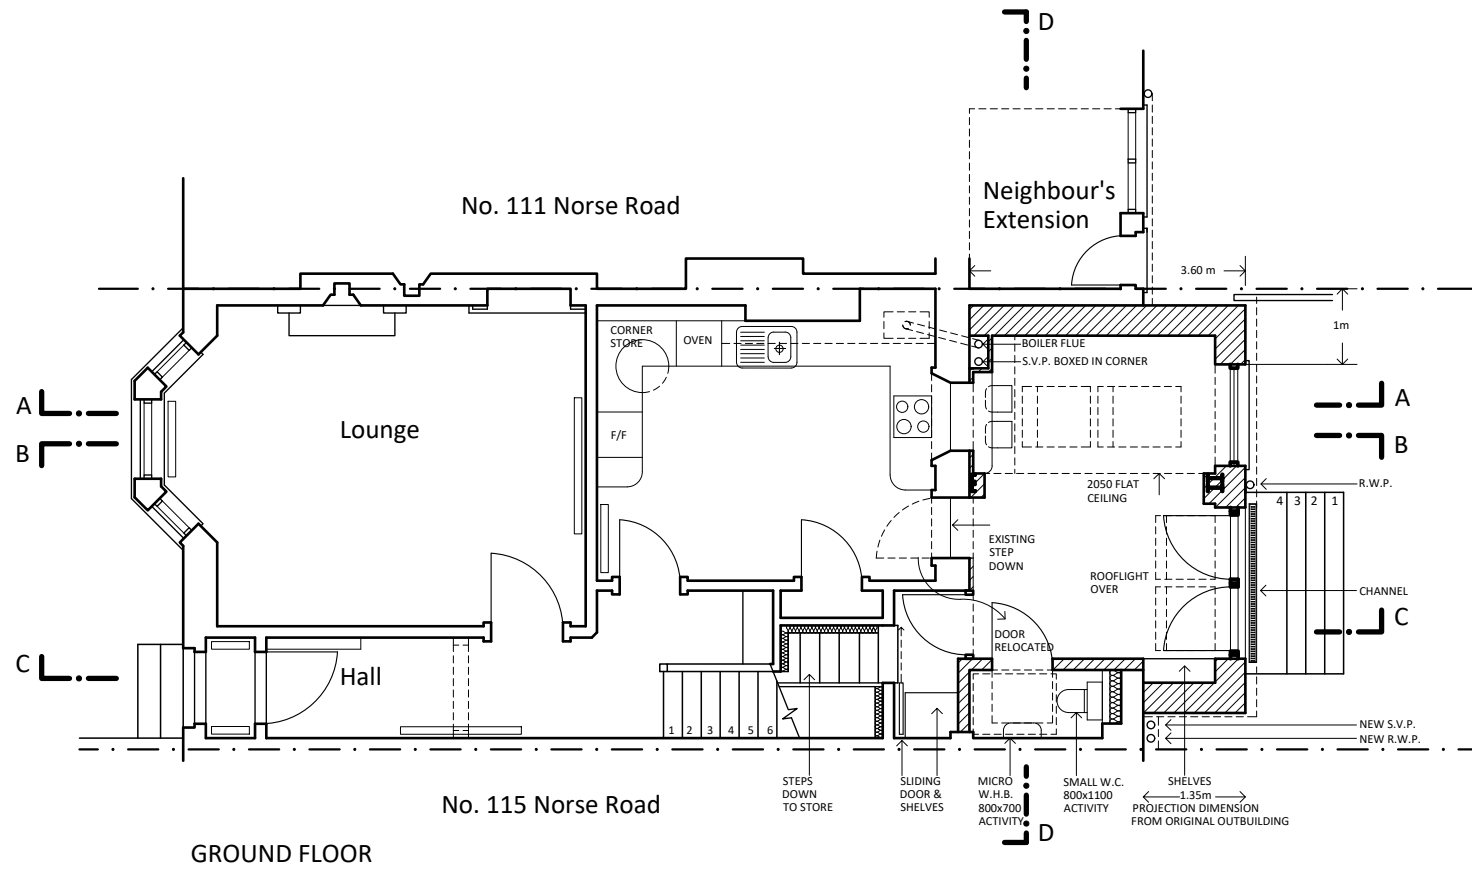 D
Neighbour's
Extension
No. 111 Norse Road
3.60 m
1m
CORNER
STORE
OVEN
BOILER FLUE
S.V.P. BOXED IN CORNER
A
B
Lounge
F/F
A
B
2050 FLAT
CEILING
R.W.P.
4 3 2 1
EXISTING
STEP
DOWN
ROOFLIGHT
OVER
CHANNEL
C
DOOR
RELOCATED
C
Hall
1 2 3 4 5 6
NEW S.V.P.
NEW R.W.P.
STEPS
DOWN
TO STORE
SLIDING
DOOR &
SHELVES
MICRO
W.H.B.
800x700
ACTIVITY
SMALL W.C.
800x1100
ACTIVITY
SHELVES
1.35m
PROJECTION DIMENSION
FROM ORIGINAL OUTBUILDING
No. 115 Norse Road
D
GROUND FLOOR